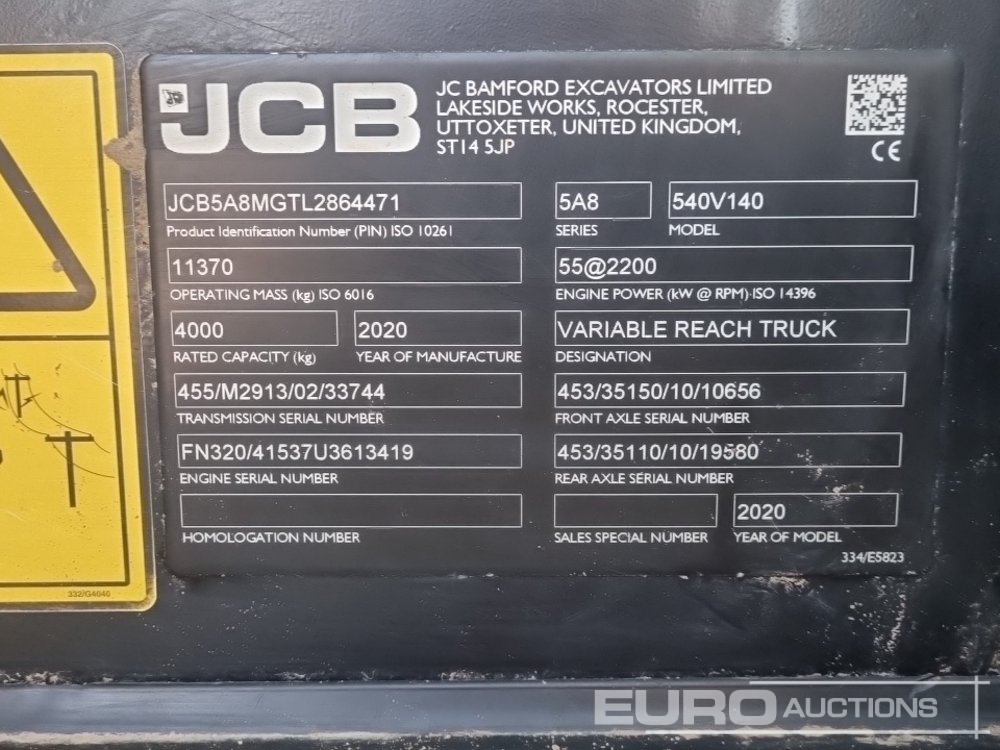 JCB
JC BAMFORD EXCAVATORS LIMITED
LAKESIDE WORKS, ROCESTER,
UTTOXETER, UNITED KINGDOM,
ST14 5JP
CE
JCB5A8MGTL2864471
Product Identification Number (PIN) ISO 10261
5A8
SERIES
540V140
MODEL
11370
OPERATING MASS (kg) ISO 6016
55@2200
ENGINE POWER (kW @ RPM)-ISO 14396
4000
RATED CAPACITY (kg)
2020
YEAR OF MANUFACTURE
VARIABLE REACH TRUCK
DESIGNATION
455/M2913/02/33744
TRANSMISSION SERIAL NUMBER
453/35150/10/10656
FRONT AXLE SERIAL NUMBER
FN320/41537U3613419
ENGINE SERIAL NUMBER
453/35110/10/19580
REAR AXLE SERIAL NUMBER
HOMOLOGATION NUMBER
SALES SPECIAL NUMBER
2020
YEAR OF MODEL
334/E5823
332/G4040
EURO AUCTIONS